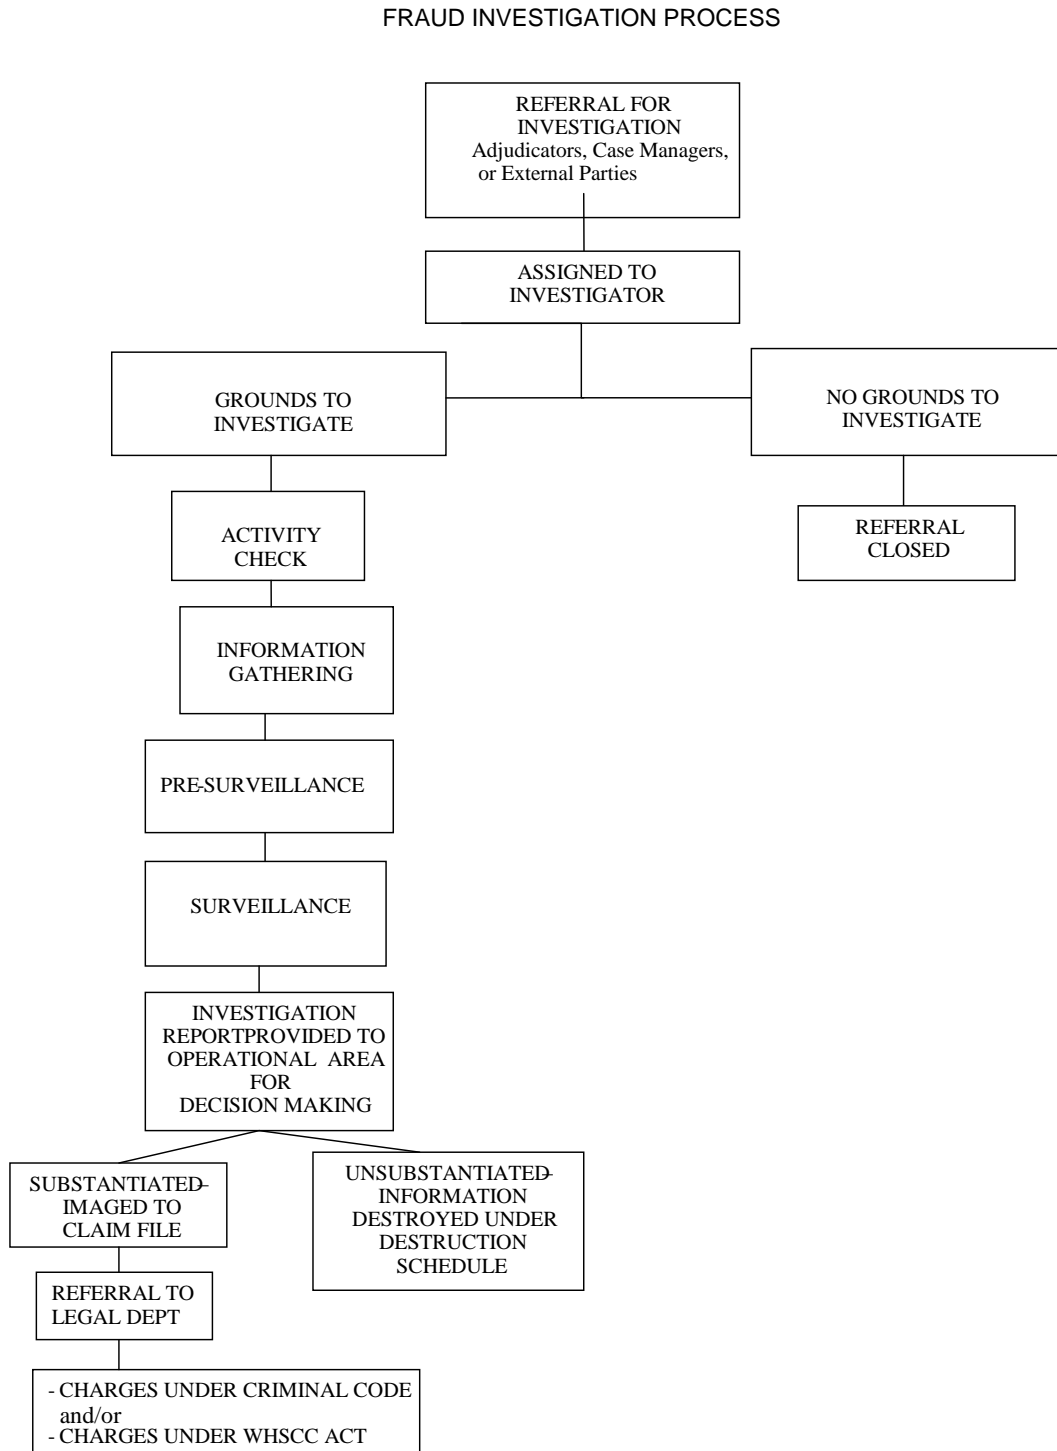 FRAUD INVESTIGATION PROCESS
REFERRAL FOR
INVESTIGATION
Adjudicators, Case Managers,
or External Parties
ASSIGNED TO
INVESTIGATOR
GROUNDS TO
INVESTIGATE
NO GROUNDS TO
INVESTIGATE
ACTIVITY
CHECK
REFERRAL
CLOSED
INFORMATION
GATHERING
PRE-SURVEILLANCE
SURVEILLANCE
INVESTIGATION
REPORTPROVIDED TO
OPERATIONAL AREA
FOR
DECISION MAKING
SUBSTANTIATED-
IMAGED TO
CLAIM FILE
UNSUBSTANTIATED-
INFORMATION
DESTROYED UNDER
DESTRUCTION
SCHEDULE
REFERRAL TO
LEGAL DEPT
- CHARGES UNDER CRIMINAL CODE
and/or
- CHARGES UNDER WHSCC ACT